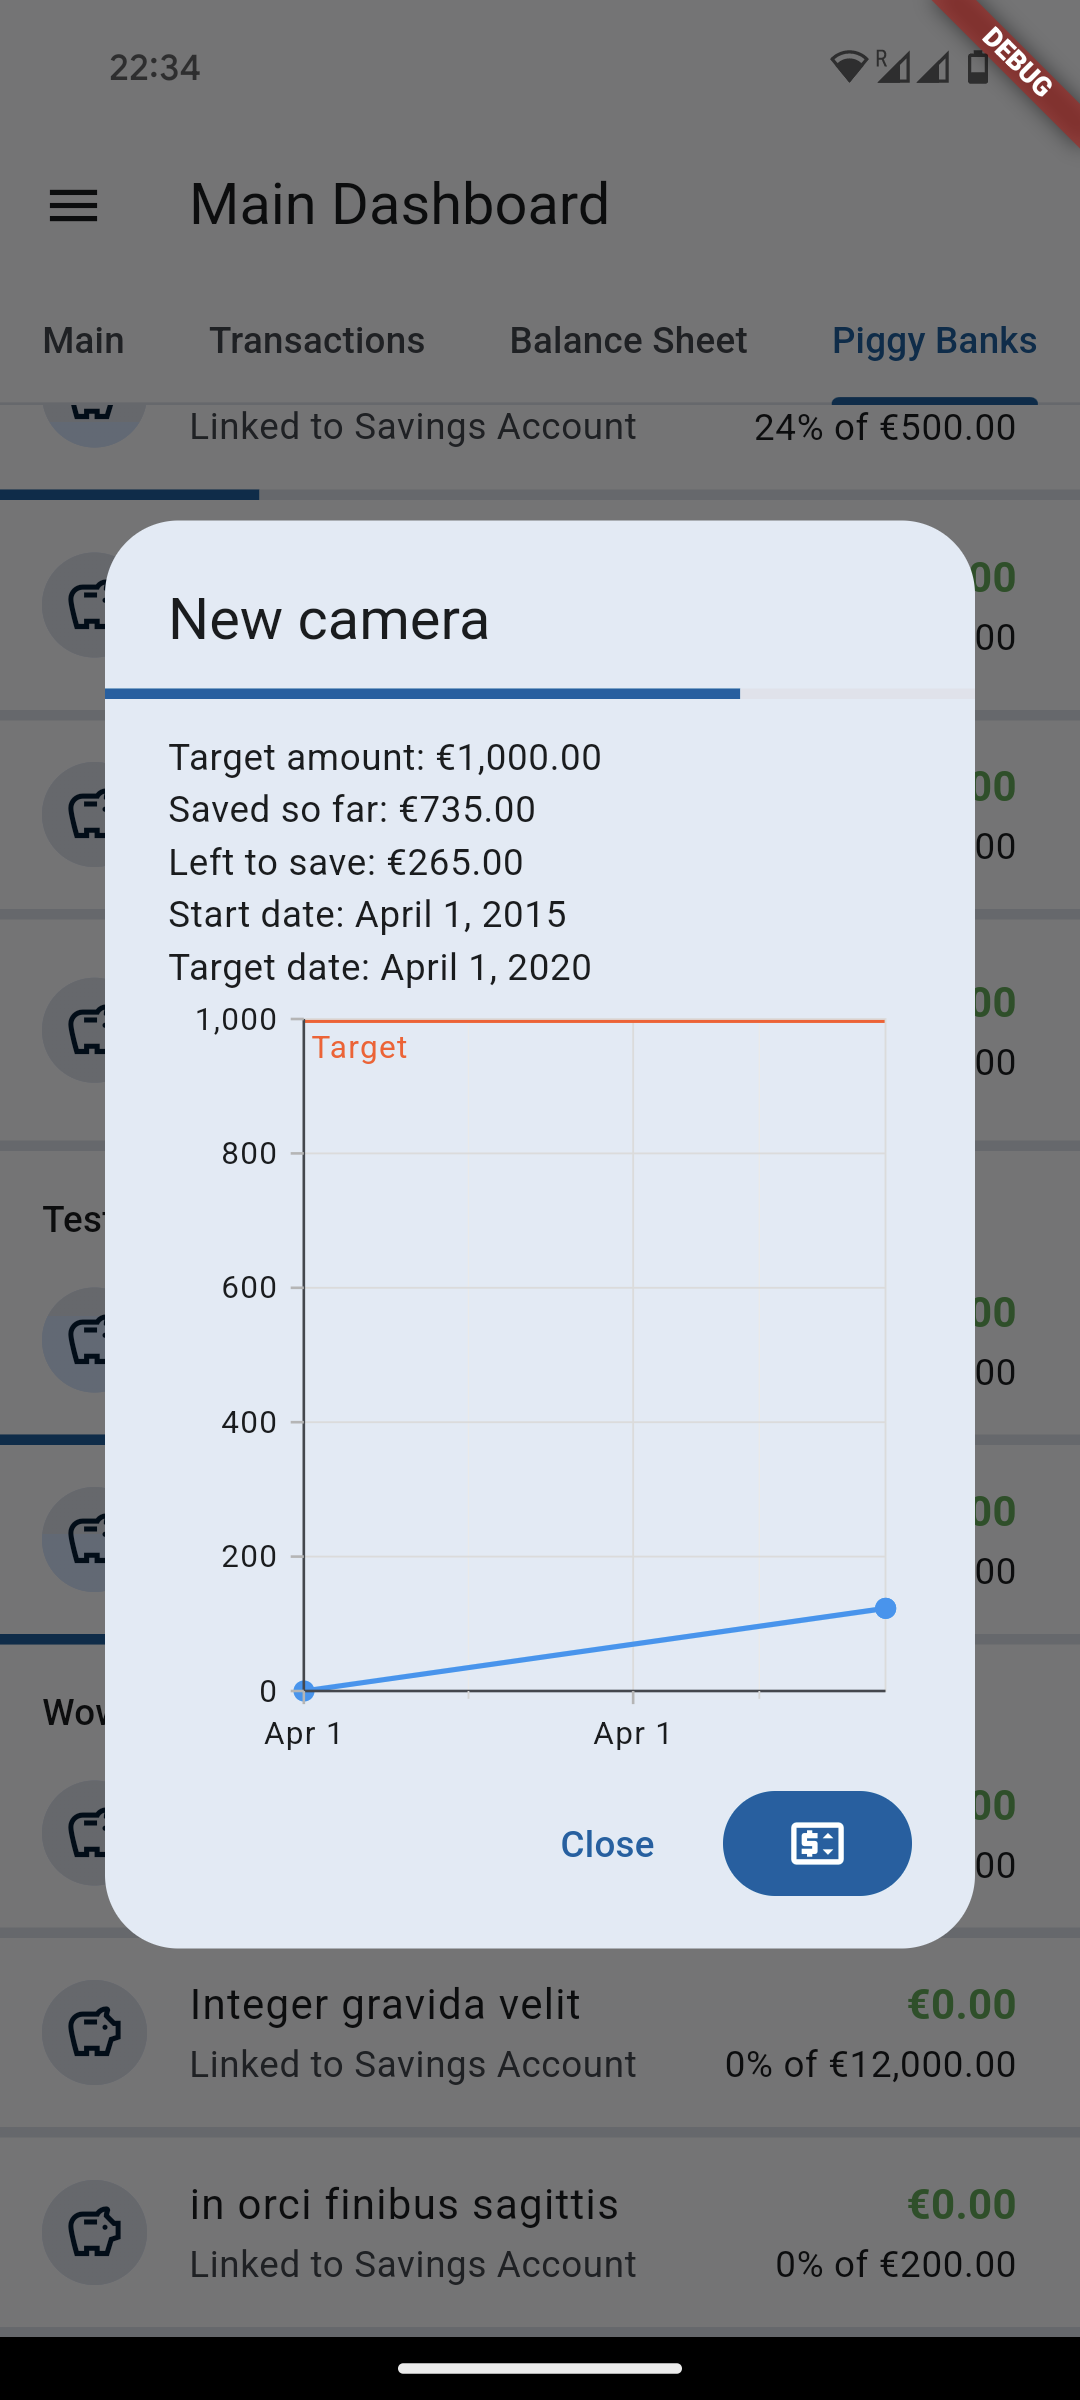 22:34
R
DEBUG
Main Dashboard
Main Transactions Balance Sheet Piggy Banks
Linked to Savings Account 24% of €500.00
New camera
Target amount: €1,000.00
Saved so far: €735.00
Left to save: €265.00
Start date: April 1, 2015
Target date: April 1, 2020
1,000
Target
800
600
400
200
0
Apr 1 Apr 1
Close
Integer gravida velit €0.00
Linked to Savings Account 0% of €12,000.00
in orci finibus sagittis €0.00
Linked to Savings Account 0% of €200.00